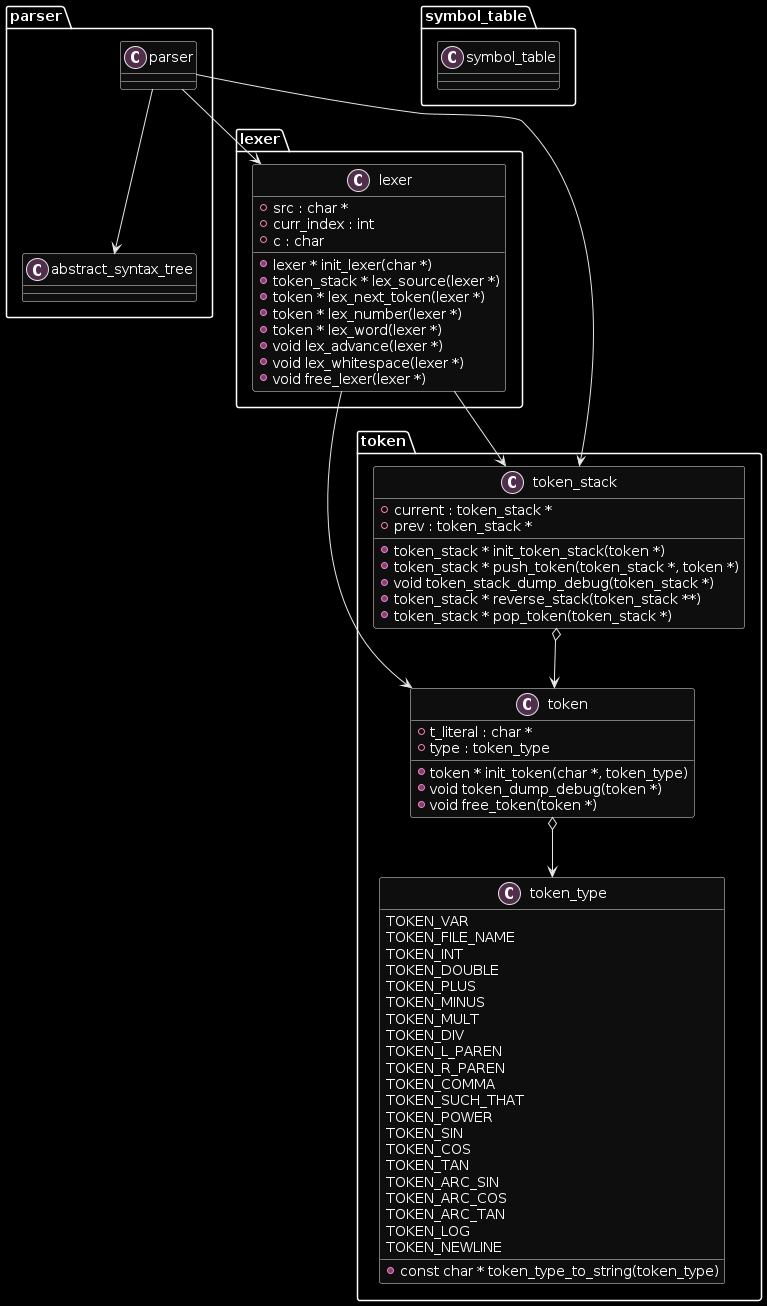 parser
symbol_table
C parser
C symbol_table
lexer
C lexer
src : char *
curr_index : int
c : char
lexer * init_lexer(char *)
token_stack * lex_source(lexer *)
token * lex_next_token(lexer *)
token * lex_number(lexer *)
token * lex_word(lexer *)
void lex_advance(lexer *)
void lex_whitespace(lexer *)
void free_lexer(lexer *)
C abstract_syntax_tree
token
C token_stack
current : token_stack *
prev : token_stack *
token_stack * init_token_stack(token *)
token_stack * push_token(token_stack *, token *)
void token_stack_dump_debug(token_stack *)
token_stack * reverse_stack(token_stack **)
token_stack * pop_token(token_stack *)
C token
t_literal : char *
type : token_type
token * init_token(char *, token_type)
void token_dump_debug(token *)
void free_token(token *)
C token_type
TOKEN_VAR
TOKEN_FILE_NAME
TOKEN_INT
TOKEN_DOUBLE
TOKEN_PLUS
TOKEN_MINUS
TOKEN_MULT
TOKEN_DIV
TOKEN_L_PAREN
TOKEN_R_PAREN
TOKEN_COMMA
TOKEN_SUCH_THAT
TOKEN_POWER
TOKEN_SIN
TOKEN_COS
TOKEN_TAN
TOKEN_ARC_SIN
TOKEN_ARC_COS
TOKEN_ARC_TAN
TOKEN_LOG
TOKEN_NEWLINE
const char * token_type_to_string(token_type)